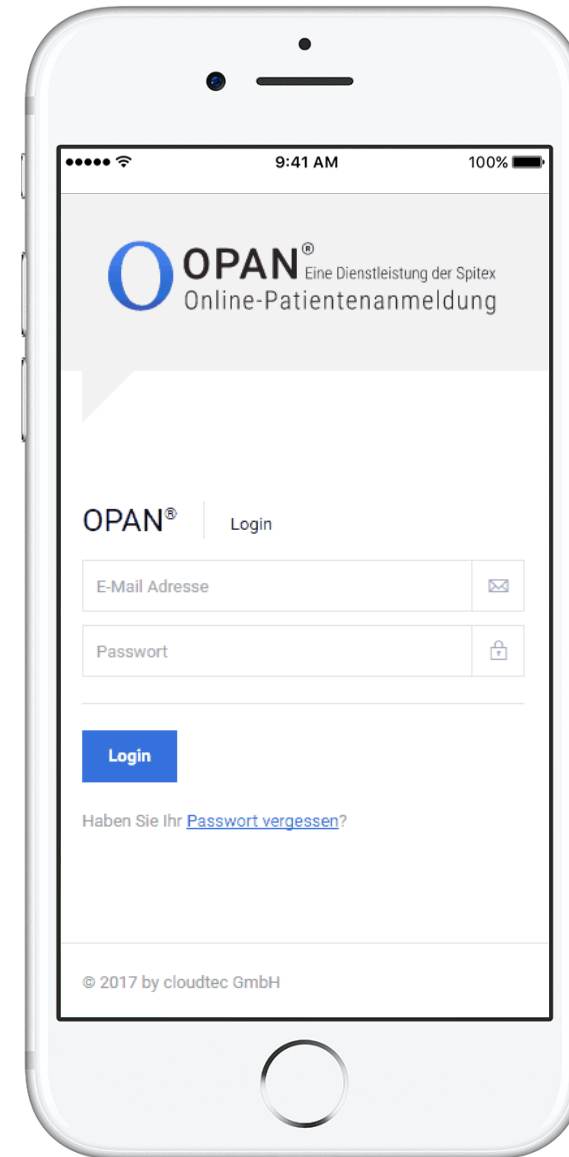 9:41 AM 100%
OPAN® Eine Dienstleistung der Spitex
Online-Patientenanmeldung
OPAN® Login
E-Mail Adresse
Passwort
Login
Haben Sie Ihr Passwort vergessen?
© 2017 by cloudtec GmbH